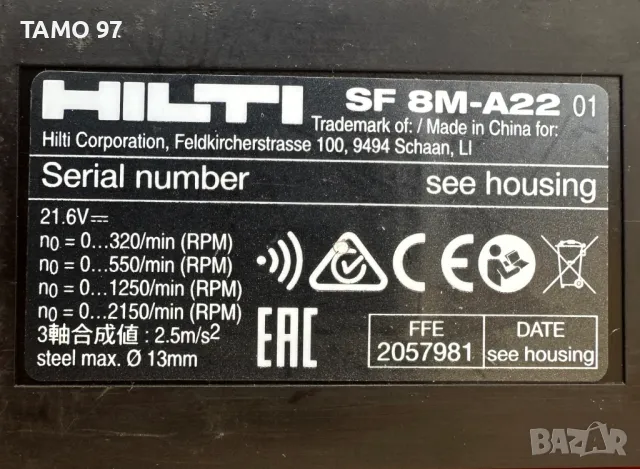 TAMO 97.
HILTI SF 8M-A22 01
Trademark of: / Made in China for:
Hilti Corporation, Feldkircherstrasse 100, 9494 Schaan, LI
Serial number see housing
21.6V⎓
n0 = 0...320/min (RPM)
n0 = 0...550/min (RPM)
n0 = 0...1250/min (RPM)
n0 = 0...2150/min (RPM)
3軸合成値 : 2.5m/s²
steel max. Ø 13mm
CE
EAC
FFE
2057981
DATE
see housing
BAZAR